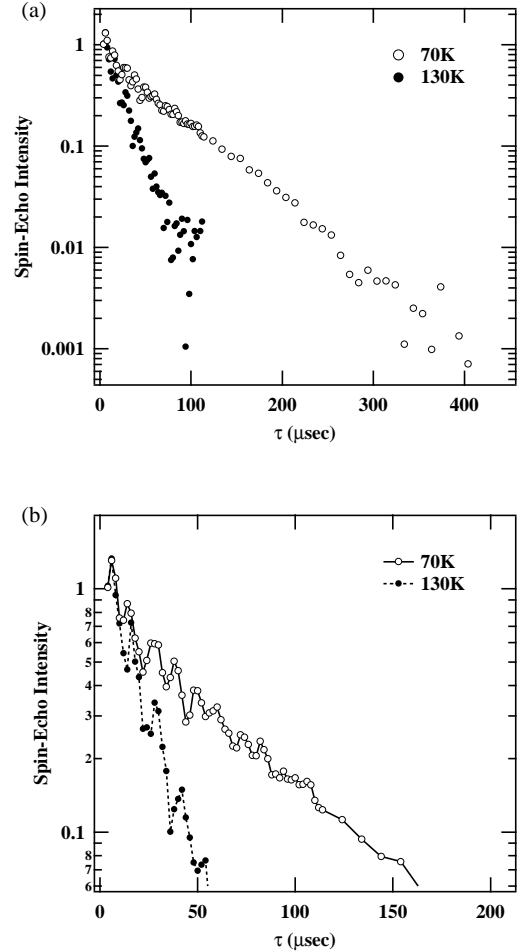 (a)
1
0.1
0.01
0.001
Spin-Echo Intensity
70K
130K
0
100
200
300
400
τ (μsec)
(b)
1
8
7
6
5
4
3
2
0.1
8
7
6
Spin-Echo Intensity
70K
130K
0
50
100
150
200
τ (μsec)